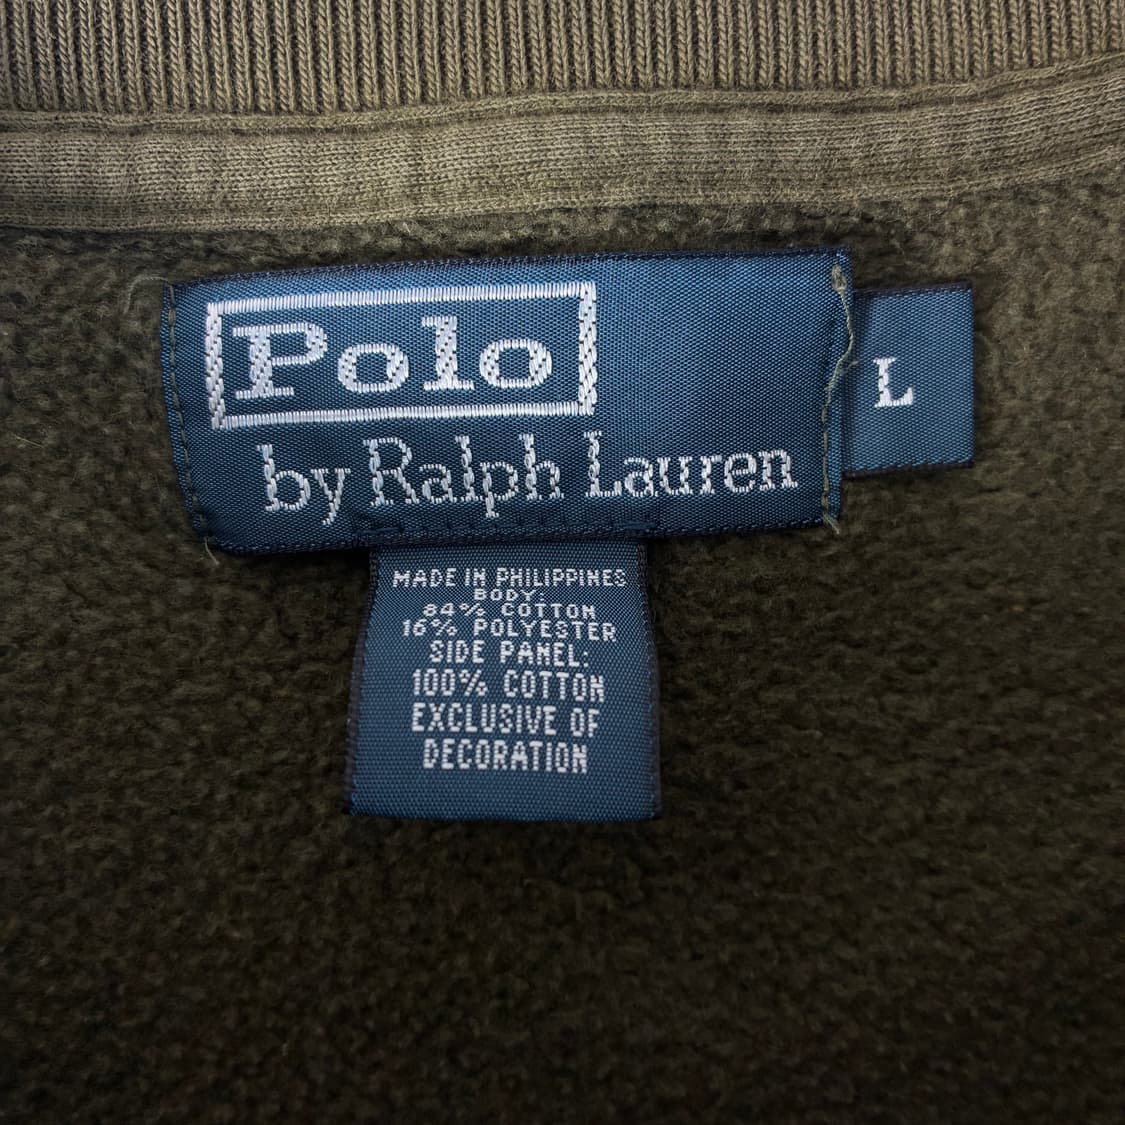 Polo
by Ralph Lauren
L
MADE IN PHILIPPINES
BODY:
84% COTTON
16% POLYESTER
SIDE PANEL:
100% COTTON
EXCLUSIVE OF
DECORATION